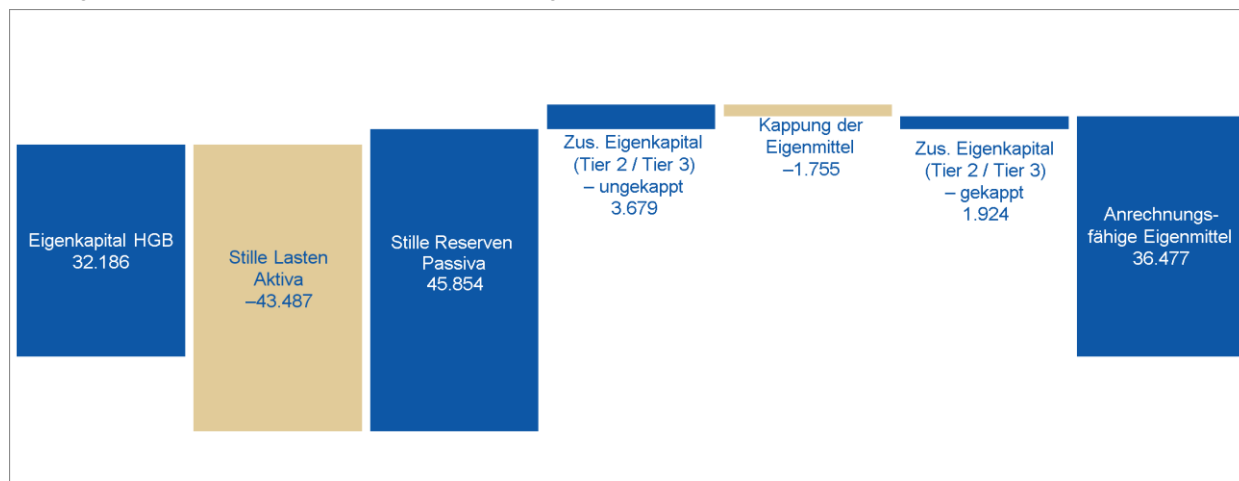 Eigenkapital HGB
32.186
Stille Lasten
Aktiva
–43.487
Stille Reserven
Passiva
45.854
Zus. Eigenkapital
(Tier 2 / Tier 3)
– ungekappt
3.679
Kappung der
Eigenmittel
–1.755
Zus. Eigenkapital
(Tier 2 / Tier 3)
– gekappt
1.924
Anrechnungs-
fähige Eigenmittel
36.477